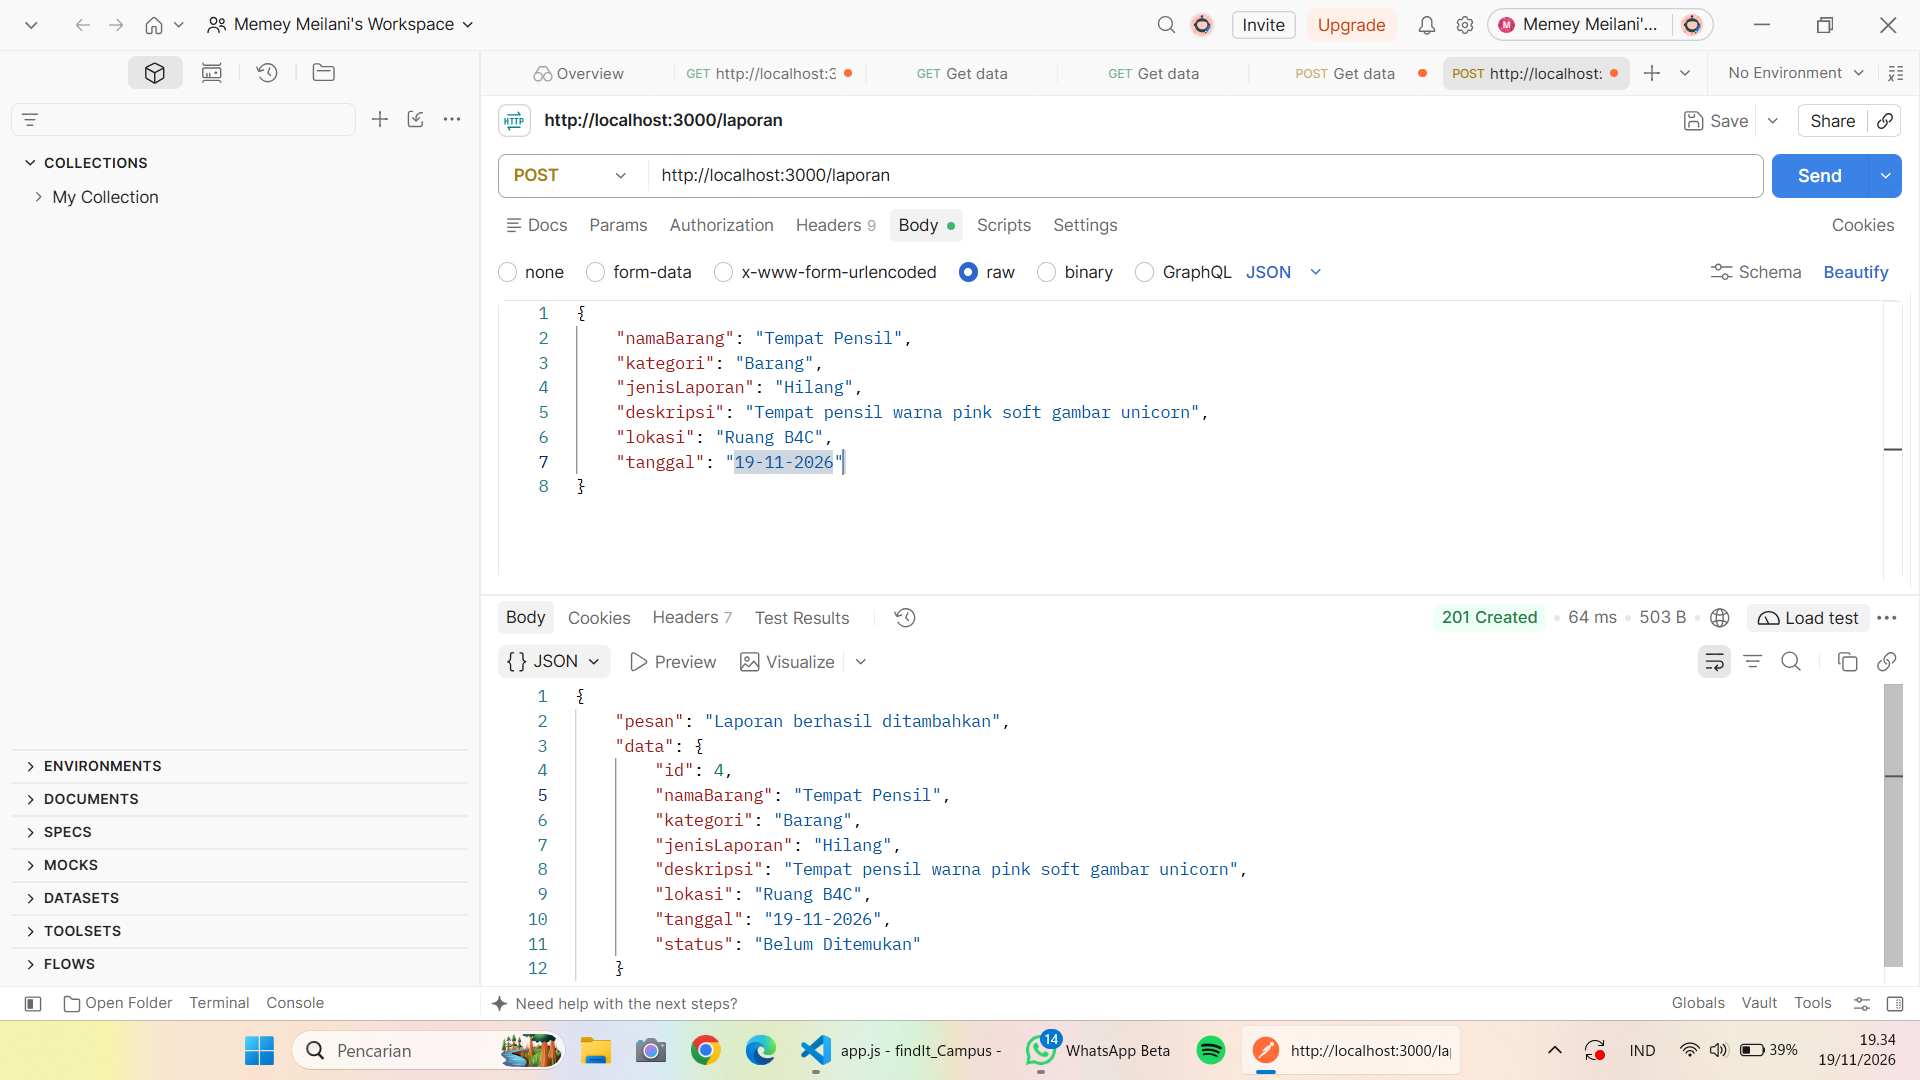 Memey Meilani's Workspace
Invite
Upgrade
M Memey Meilani'...
Overview
GET http://localhost:3
GET Get data
GET Get data
POST Get data
POST http://localhost:
No Environment
HTTP http://localhost:3000/laporan
Save
Share
COLLECTIONS
My Collection
POST http://localhost:3000/laporan
Send
Docs Params Authorization Headers 9 Body Scripts Settings Cookies
none form-data x-www-form-urlencoded raw binary GraphQL JSON Schema Beautify
1 {
2 "namaBarang": "Tempat Pensil",
3 "kategori": "Barang",
4 "jenisLaporan": "Hilang",
5 "deskripsi": "Tempat pensil warna pink soft gambar unicorn",
6 "lokasi": "Ruang B4C",
7 "tanggal": "19-11-2026"
8 }
Body Cookies Headers 7 Test Results
201 Created • 64 ms • 503 B
Load test
{} JSON Preview Visualize
1 {
2 "pesan": "Laporan berhasil ditambahkan",
3 "data": {
4 "id": 4,
5 "namaBarang": "Tempat Pensil",
6 "kategori": "Barang",
7 "jenisLaporan": "Hilang",
8 "deskripsi": "Tempat pensil warna pink soft gambar unicorn",
9 "lokasi": "Ruang B4C",
10 "tanggal": "19-11-2026",
11 "status": "Belum Ditemukan"
12 }
ENVIRONMENTS
DOCUMENTS
SPECS
MOCKS
DATASETS
TOOLSETS
FLOWS
Open Folder Terminal Console
Need help with the next steps?
Globals Vault Tools
Pencarian
app.js - findIt_Campus -
14 WhatsApp Beta
http://localhost:3000/la
IND
39%
19.34
19/11/2026